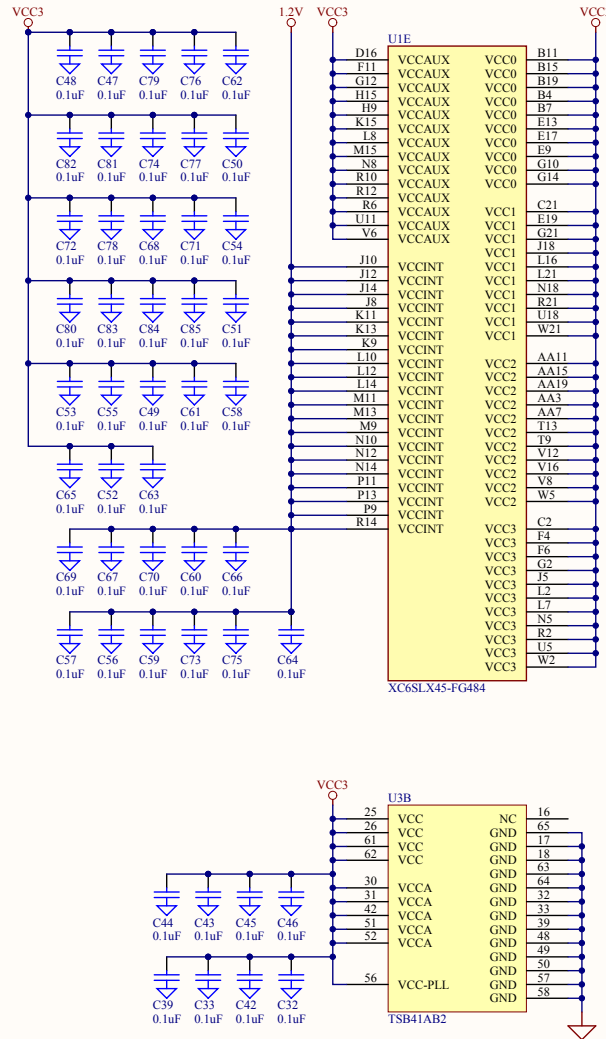 VCC3
1.2V
VCC3
VCC
C48 C47 C79 C76 C62
0.1uF 0.1uF 0.1uF 0.1uF 0.1uF
C82 C81 C74 C77 C50
0.1uF 0.1uF 0.1uF 0.1uF 0.1uF
C72 C78 C68 C71 C54
0.1uF 0.1uF 0.1uF 0.1uF 0.1uF
C80 C83 C84 C85 C51
0.1uF 0.1uF 0.1uF 0.1uF 0.1uF
C53 C55 C49 C61 C58
0.1uF 0.1uF 0.1uF 0.1uF 0.1uF
C65 C52 C63
0.1uF 0.1uF 0.1uF
C69 C67 C70 C60 C66
0.1uF 0.1uF 0.1uF 0.1uF 0.1uF
C57 C56 C59 C73 C75 C64
0.1uF 0.1uF 0.1uF 0.1uF 0.1uF 0.1uF
U1E
D16 VCCAUX
F11 VCCAUX
G12 VCCAUX
H15 VCCAUX
H9 VCCAUX
K15 VCCAUX
L8 VCCAUX
M15 VCCAUX
N8 VCCAUX
R10 VCCAUX
R12 VCCAUX
R6 VCCAUX
U11 VCCAUX
V6 VCCAUX
J10 VCCINT
J12 VCCINT
J14 VCCINT
J8 VCCINT
K11 VCCINT
K13 VCCINT
K9 VCCINT
L10 VCCINT
L12 VCCINT
L14 VCCINT
M11 VCCINT
M13 VCCINT
M9 VCCINT
N10 VCCINT
N12 VCCINT
N14 VCCINT
P11 VCCINT
P13 VCCINT
P9 VCCINT
R14 VCCINT
VCC0 B11
VCC0 B15
VCC0 B19
VCC0 B4
VCC0 B7
VCC0 E13
VCC0 E17
VCC0 E9
VCC0 G10
VCC0 G14
VCC1 C21
VCC1 E19
VCC1 G21
VCC1 J18
VCC1 L16
VCC1 L21
VCC1 N18
VCC1 R21
VCC1 U18
VCC1 W21
VCC2 AA11
VCC2 AA15
VCC2 AA19
VCC2 AA3
VCC2 AA7
VCC2 T13
VCC2 T9
VCC2 V12
VCC2 V16
VCC2 V8
VCC2 W5
VCC3 C2
VCC3 F4
VCC3 F6
VCC3 G2
VCC3 J5
VCC3 L2
VCC3 L7
VCC3 N5
VCC3 R2
VCC3 U5
VCC3 W2
XC6SLX45-FG484
VCC3
C44 C43 C45 C46
0.1uF 0.1uF 0.1uF 0.1uF
C39 C33 C42 C32
0.1uF 0.1uF 0.1uF 0.1uF
U3B
25 VCC
26 VCC
61 VCC
62 VCC
30 VCCA
31 VCCA
42 VCCA
51 VCCA
52 VCCA
56 VCC-PLL
NC 16
GND 65
GND 17
GND 18
GND 63
GND 64
GND 32
GND 33
GND 39
GND 48
GND 49
GND 50
GND 57
GND 58
TSB41AB2